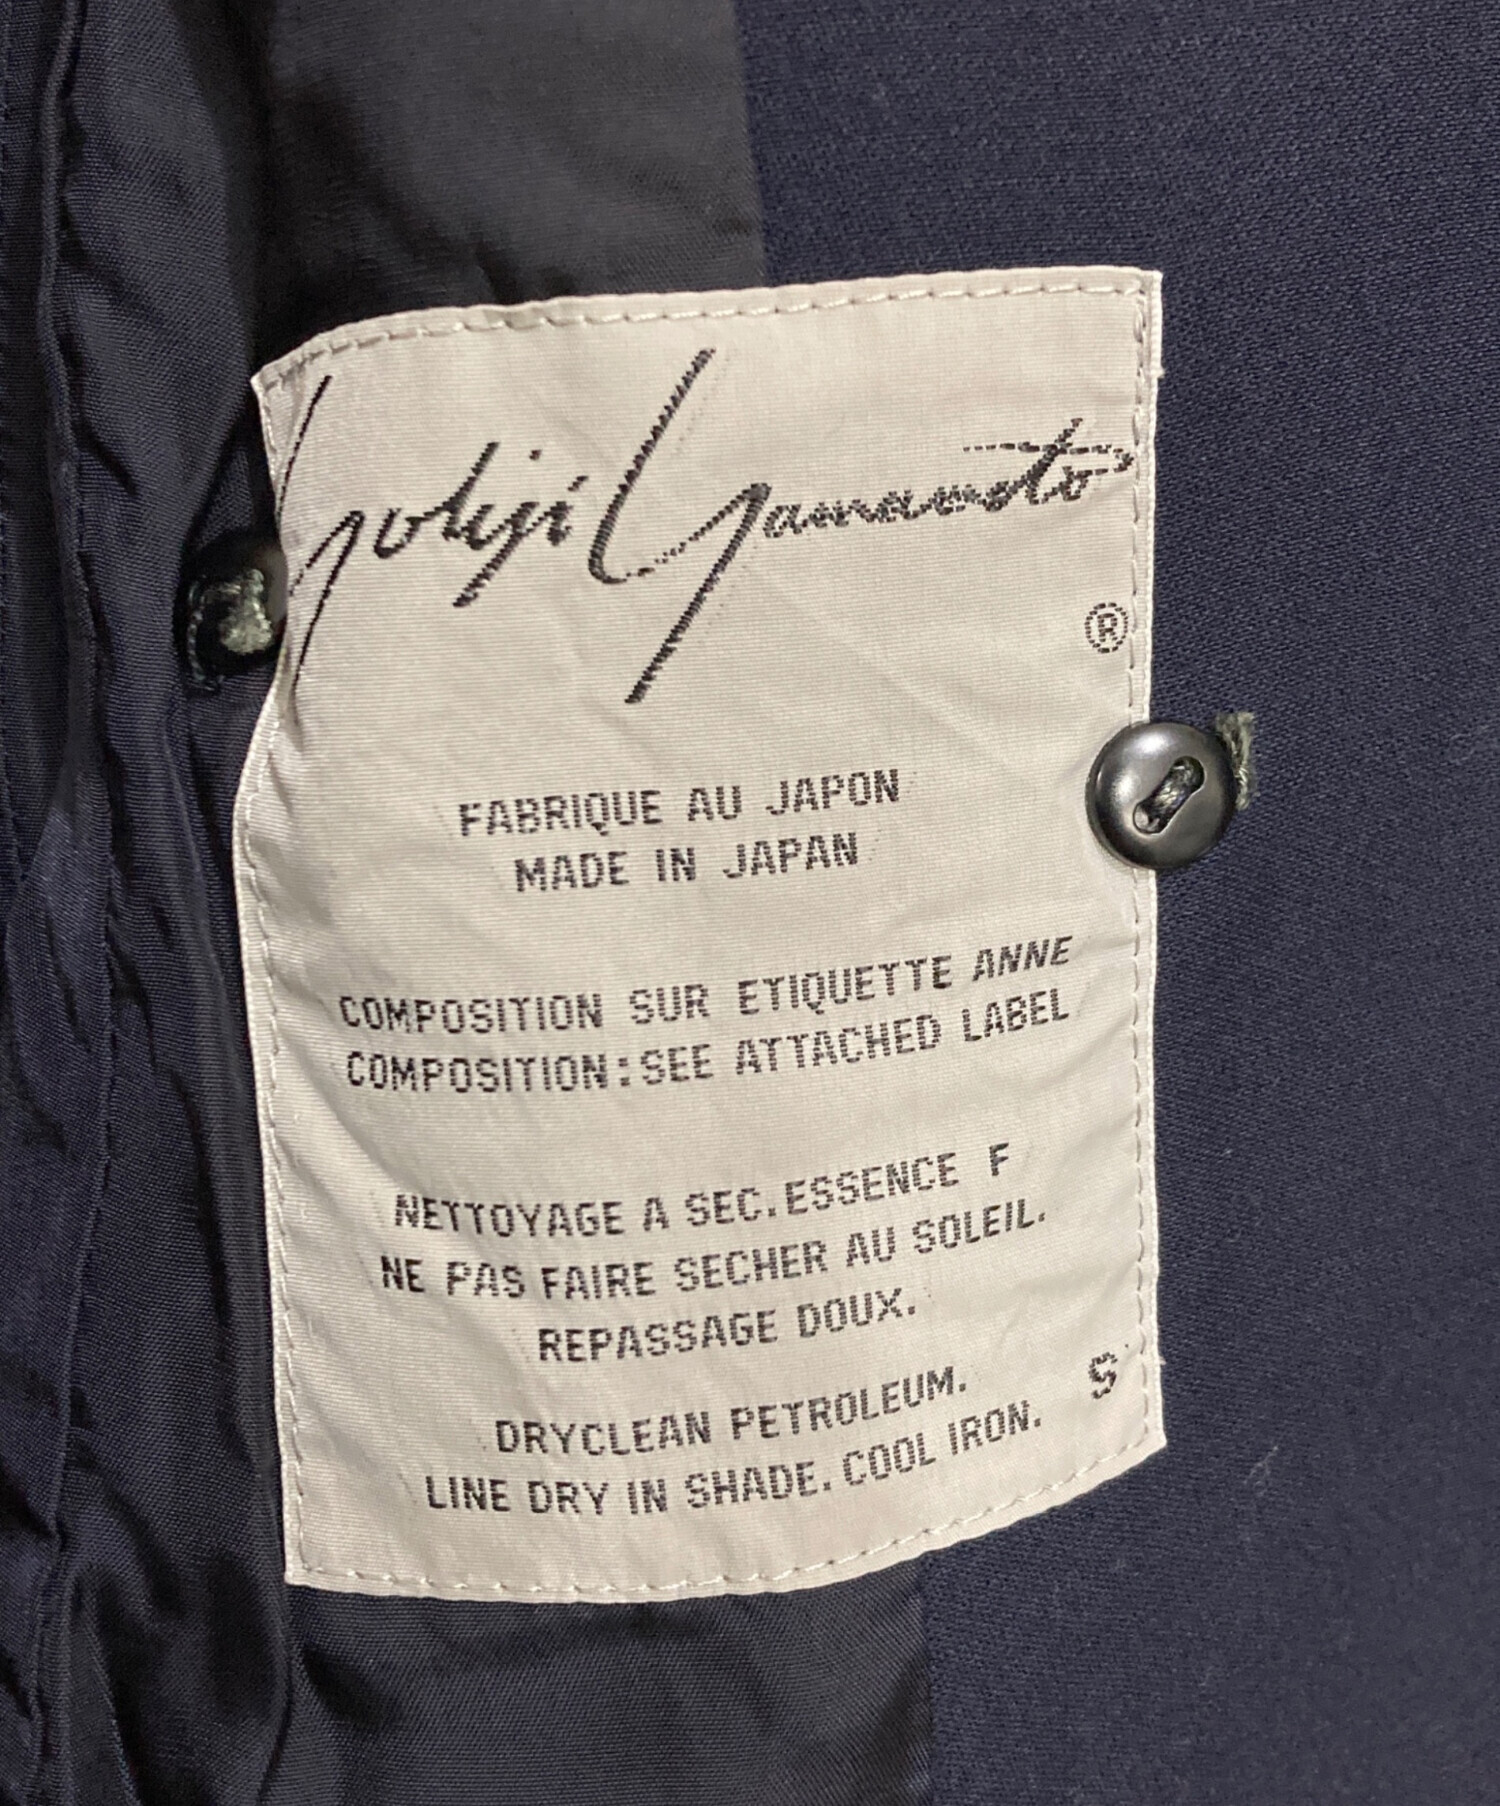 Yohji Yamamoto
®
FABRIQUE AU JAPON
MADE IN JAPAN
COMPOSITION SUR ETIQUETTE ANNE
COMPOSITION:SEE ATTACHED LABEL
NETTOYAGE A SEC.ESSENCE F
NE PAS FAIRE SECHER AU SOLEIL.
REPASSAGE DOUX.
DRYCLEAN PETROLEUM.
LINE DRY IN SHADE.COOL IRON.
S